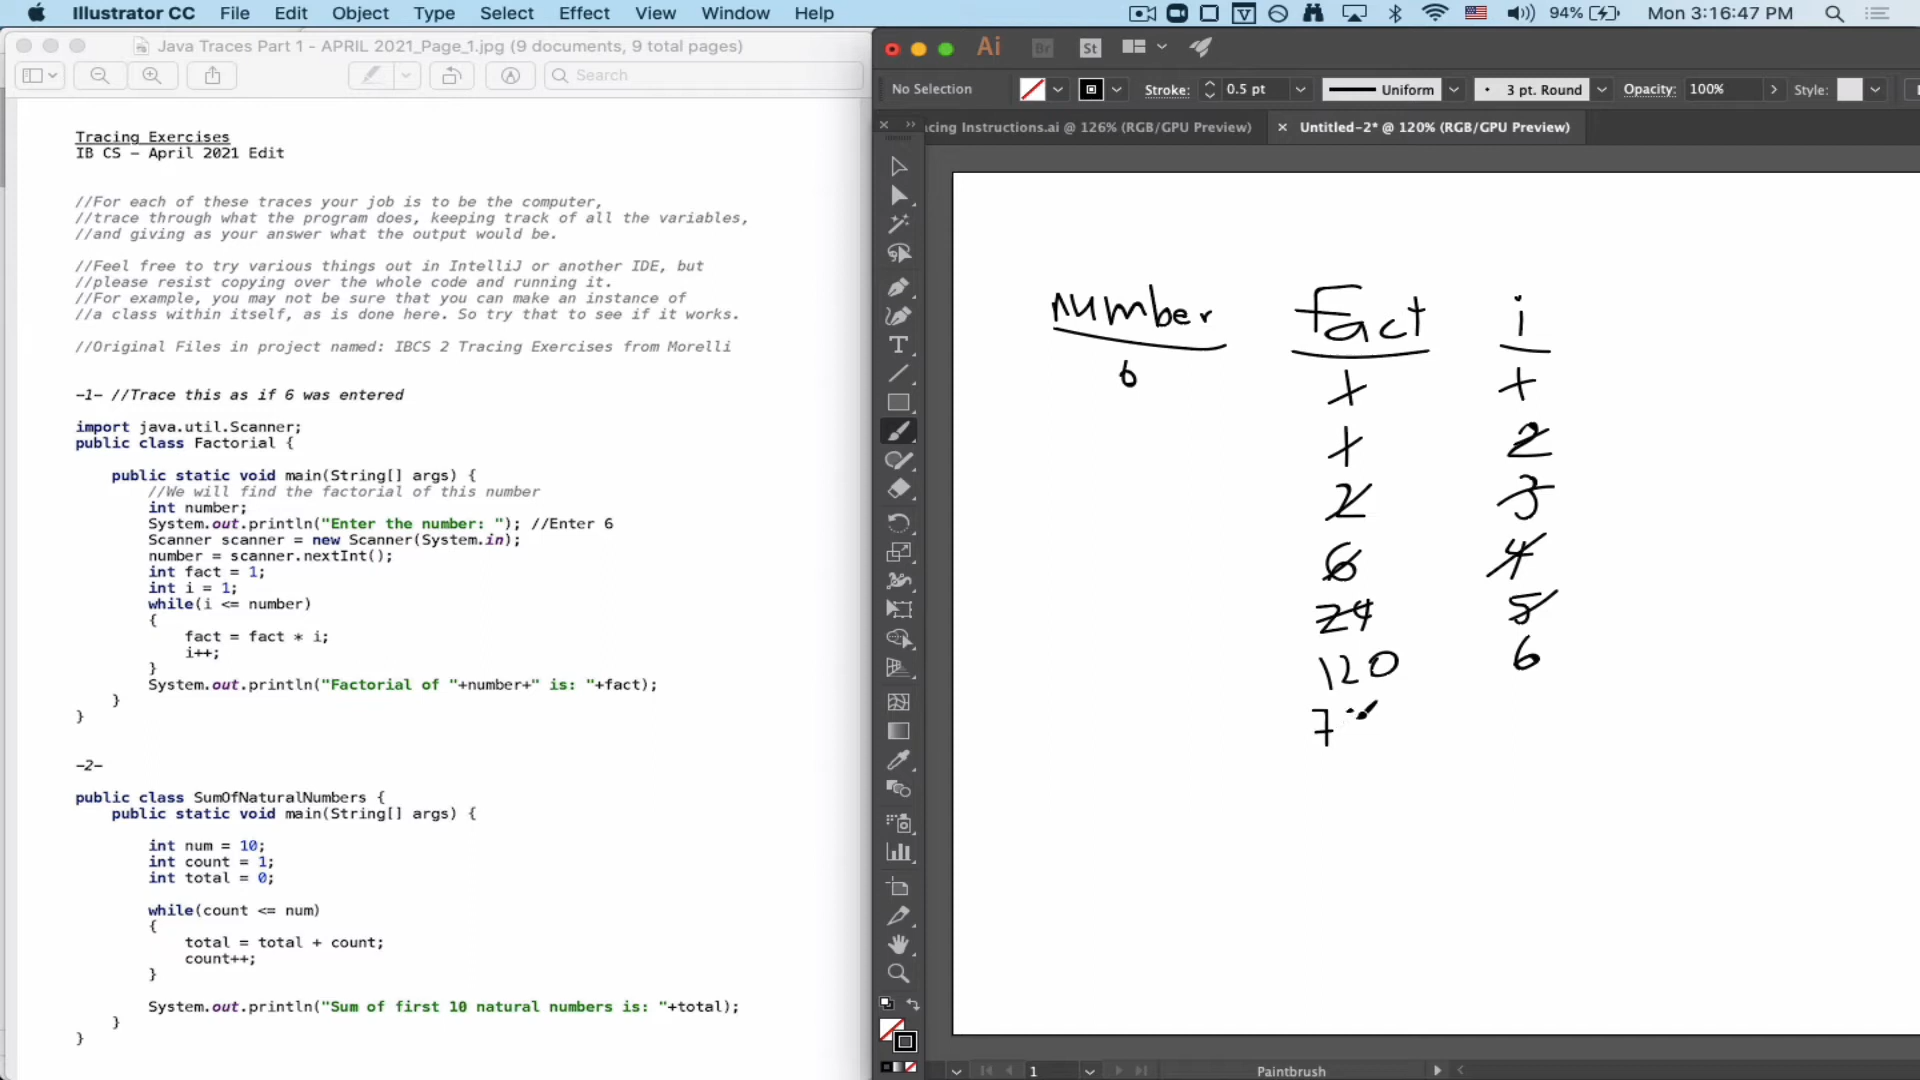 Illustrator CC File Edit Object Type Select Effect View Window Help 94% Mon 3:16:47 PM
Java Traces Part 1 - APRIL 2021_Page_1.jpg (9 documents, 9 total pages)
Search
Tracing Exercises
IB CS – April 2021 Edit
//For each of these traces your job is to be the computer,
//trace through what the program does, keeping track of all the variables,
//and giving as your answer what the output would be.
//Feel free to try various things out in IntelliJ or another IDE, but
//please resist copying over the whole code and running it.
//For example, you may not be sure that you can make an instance of
//a class within itself, as is done here. So try that to see if it works.
//Original Files in project named: IBCS 2 Tracing Exercises from Morelli
-1- //Trace this as if 6 was entered
import java.util.Scanner;
public class Factorial {
public static void main(String[] args) {
//We will find the factorial of this number
int number;
System.out.println("Enter the number: "); //Enter 6
Scanner scanner = new Scanner(System.in);
number = scanner.nextInt();
int fact = 1;
int i = 1;
while(i <= number)
{
fact = fact * i;
i++;
}
System.out.println("Factorial of "+number+" is: "+fact);
}
}
-2-
public class SumOfNaturalNumbers {
public static void main(String[] args) {
int num = 10;
int count = 1;
int total = 0;
while(count <= num)
{
total = total + count;
count++;
}
System.out.println("Sum of first 10 natural numbers is: "+total);
}
}
Ai Br St
No Selection Stroke: 0.5 pt Uniform 3 pt. Round Opacity: 100% Style:
cing Instructions.ai @ 126% (RGB/GPU Preview) Untitled-2* @ 120% (RGB/GPU Preview)
number Fact i
6 1 1
1 2
2 3
6 4
24 5
120 6
7
1 Paintbrush